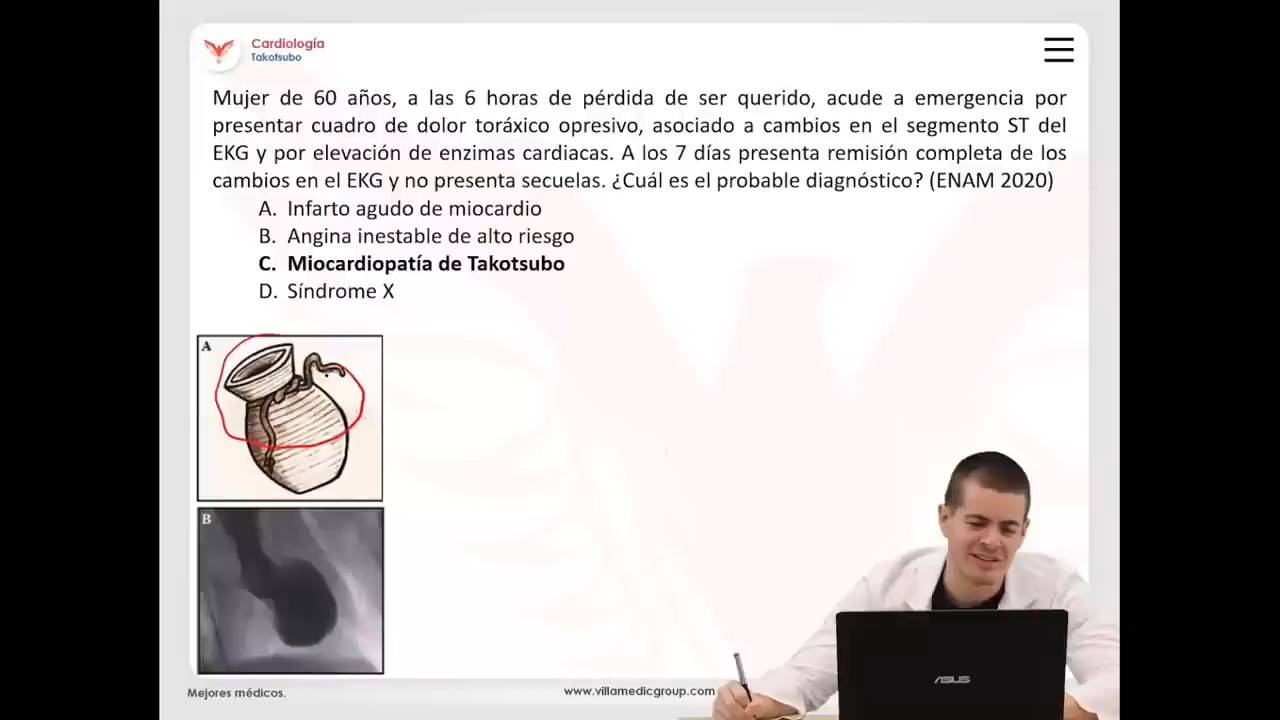 Cardiología
Takotsubo
Mujer de 60 años, a las 6 horas de pérdida de ser querido, acude a emergencia por
presentar cuadro de dolor toráxico opresivo, asociado a cambios en el segmento ST del
EKG y por elevación de enzimas cardiacas. A los 7 días presenta remisión completa de los
cambios en el EKG y no presenta secuelas. ¿Cuál es el probable diagnóstico? (ENAM 2020)
A. Infarto agudo de miocardio
B. Angina inestable de alto riesgo
C. Miocardiopatía de Takotsubo
D. Síndrome X
A
B
ASUS
Mejores médicos.
www.villamedicgroup.com